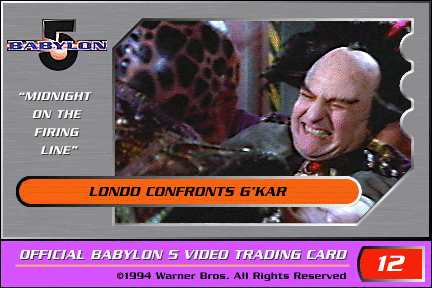 5
BABYLON
“MIDNIGHT
ON THE
FIRING
LINE”
LONDO CONFRONTS G'KAR
OFFICIAL BABYLON 5 VIDEO TRADING CARD
12
©1994 Warner Bros. All Rights Reserved